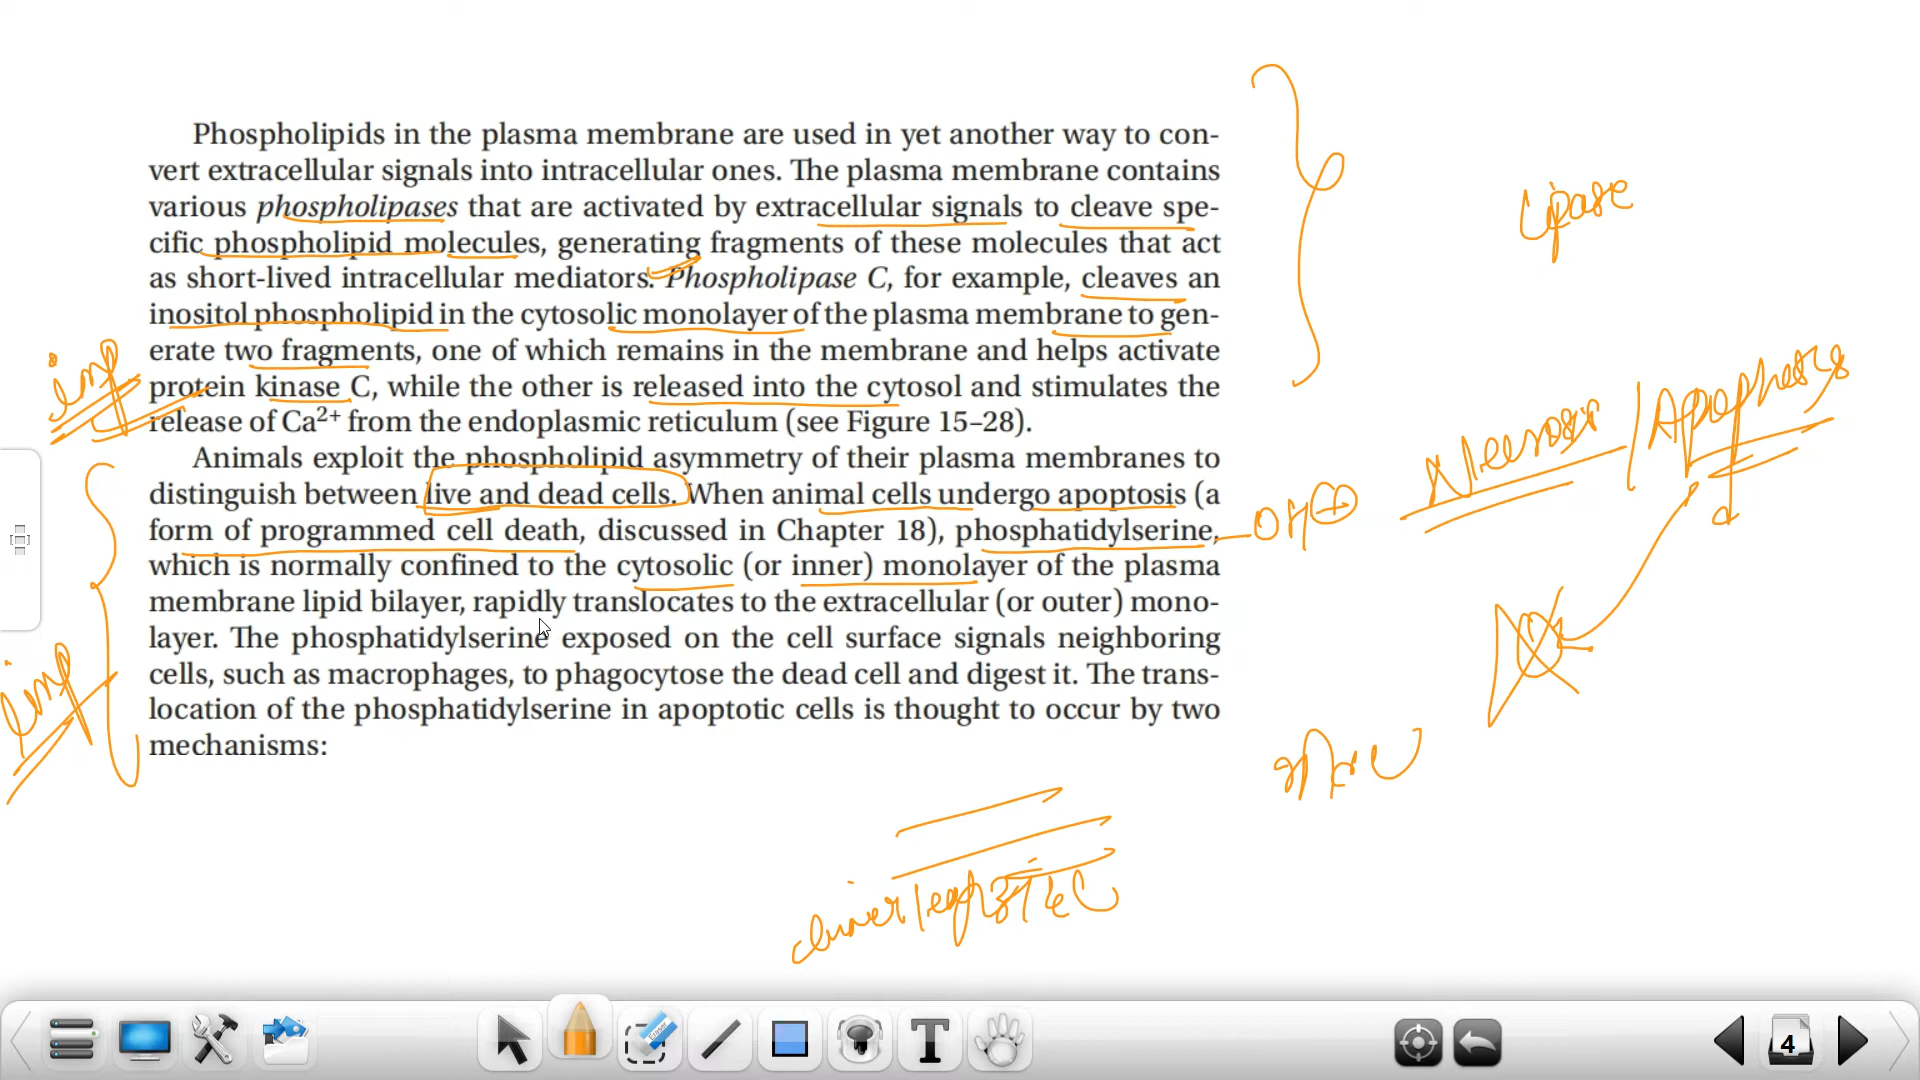 Phospholipids in the plasma membrane are used in yet another way to con-
vert extracellular signals into intracellular ones. The plasma membrane contains
various phospholipases that are activated by extracellular signals to cleave spe-
cific phospholipid molecules, generating fragments of these molecules that act
as short-lived intracellular mediators. Phospholipase C, for example, cleaves an
inositol phospholipid in the cytosolic monolayer of the plasma membrane to gen-
erate two fragments, one of which remains in the membrane and helps activate
protein kinase C, while the other is released into the cytosol and stimulates the
release of Ca2+ from the endoplasmic reticulum (see Figure 15–28).
Animals exploit the phospholipid asymmetry of their plasma membranes to
distinguish between live and dead cells. When animal cells undergo apoptosis (a
form of programmed cell death, discussed in Chapter 18), phosphatidylserine,
which is normally confined to the cytosolic (or inner) monolayer of the plasma
membrane lipid bilayer, rapidly translocates to the extracellular (or outer) mono-
layer. The phosphatidylserine exposed on the cell surface signals neighboring
cells, such as macrophages, to phagocytose the dead cell and digest it. The trans-
location of the phosphatidylserine in apoptotic cells is thought to occur by two
mechanisms:
imp
imp
Lipase
Eraser
T
4